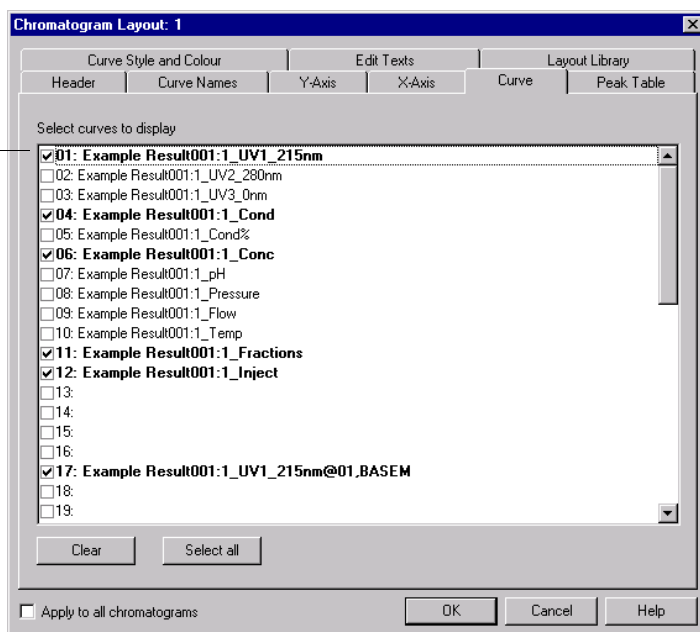 Chromatogram Layout: 1
Curve Style and Colour Edit Texts Layout Library
Header Curve Names Y-Axis X-Axis Curve Peak Table
Select curves to display
01: Example Result001:1_UV1_215nm
02: Example Result001:1_UV2_280nm
03: Example Result001:1_UV3_0nm
04: Example Result001:1_Cond
05: Example Result001:1_Cond%
06: Example Result001:1_Conc
07: Example Result001:1_pH
08: Example Result001:1_Pressure
09: Example Result001:1_Flow
10: Example Result001:1_Temp
11: Example Result001:1_Fractions
12: Example Result001:1_Inject
13:
14:
15:
16:
17: Example Result001:1_UV1_215nm@01,BASEM
18:
19:
Clear Select all
Apply to all chromatograms OK Cancel Help